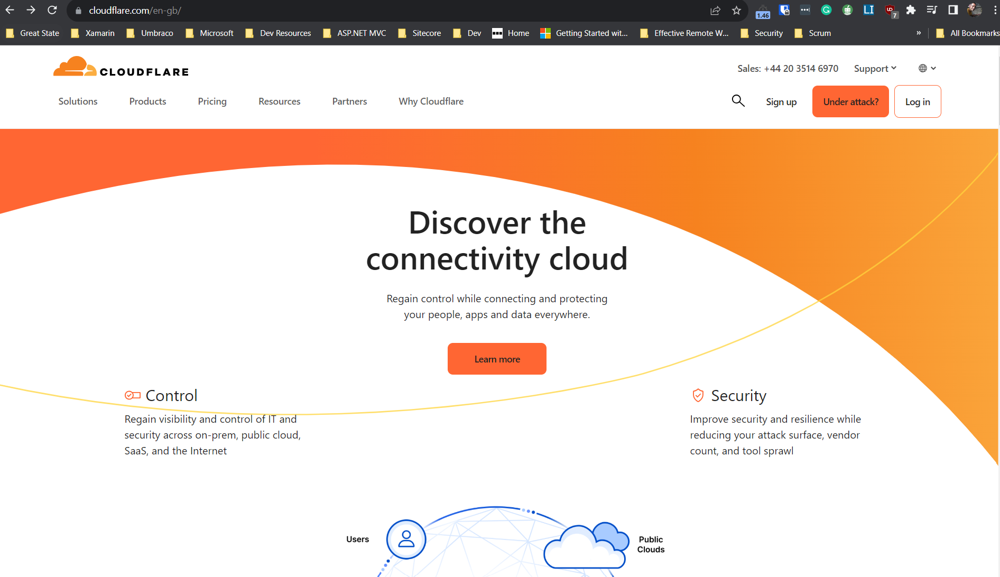 cloudflare.com/en-gb/
1.46
LI
7
Great State
Xamarin
Umbraco
Microsoft
Dev Resources
ASP.NET MVC
Sitecore
Dev
Home
Getting Started wit...
Effective Remote W...
Security
Scrum
»
All Bookmarks
CLOUDFLARE
Sales: +44 20 3514 6970
Support
Solutions
Products
Pricing
Resources
Partners
Why Cloudflare
Sign up
Under attack?
Log in
Discover the
connectivity cloud
Regain control while connecting and protecting
your people, apps and data everywhere.
Learn more
Control
Regain visibility and control of IT and
security across on-prem, public cloud,
SaaS, and the Internet
Security
Improve security and resilience while
reducing your attack surface, vendor
count, and tool sprawl
Users
Public
Clouds